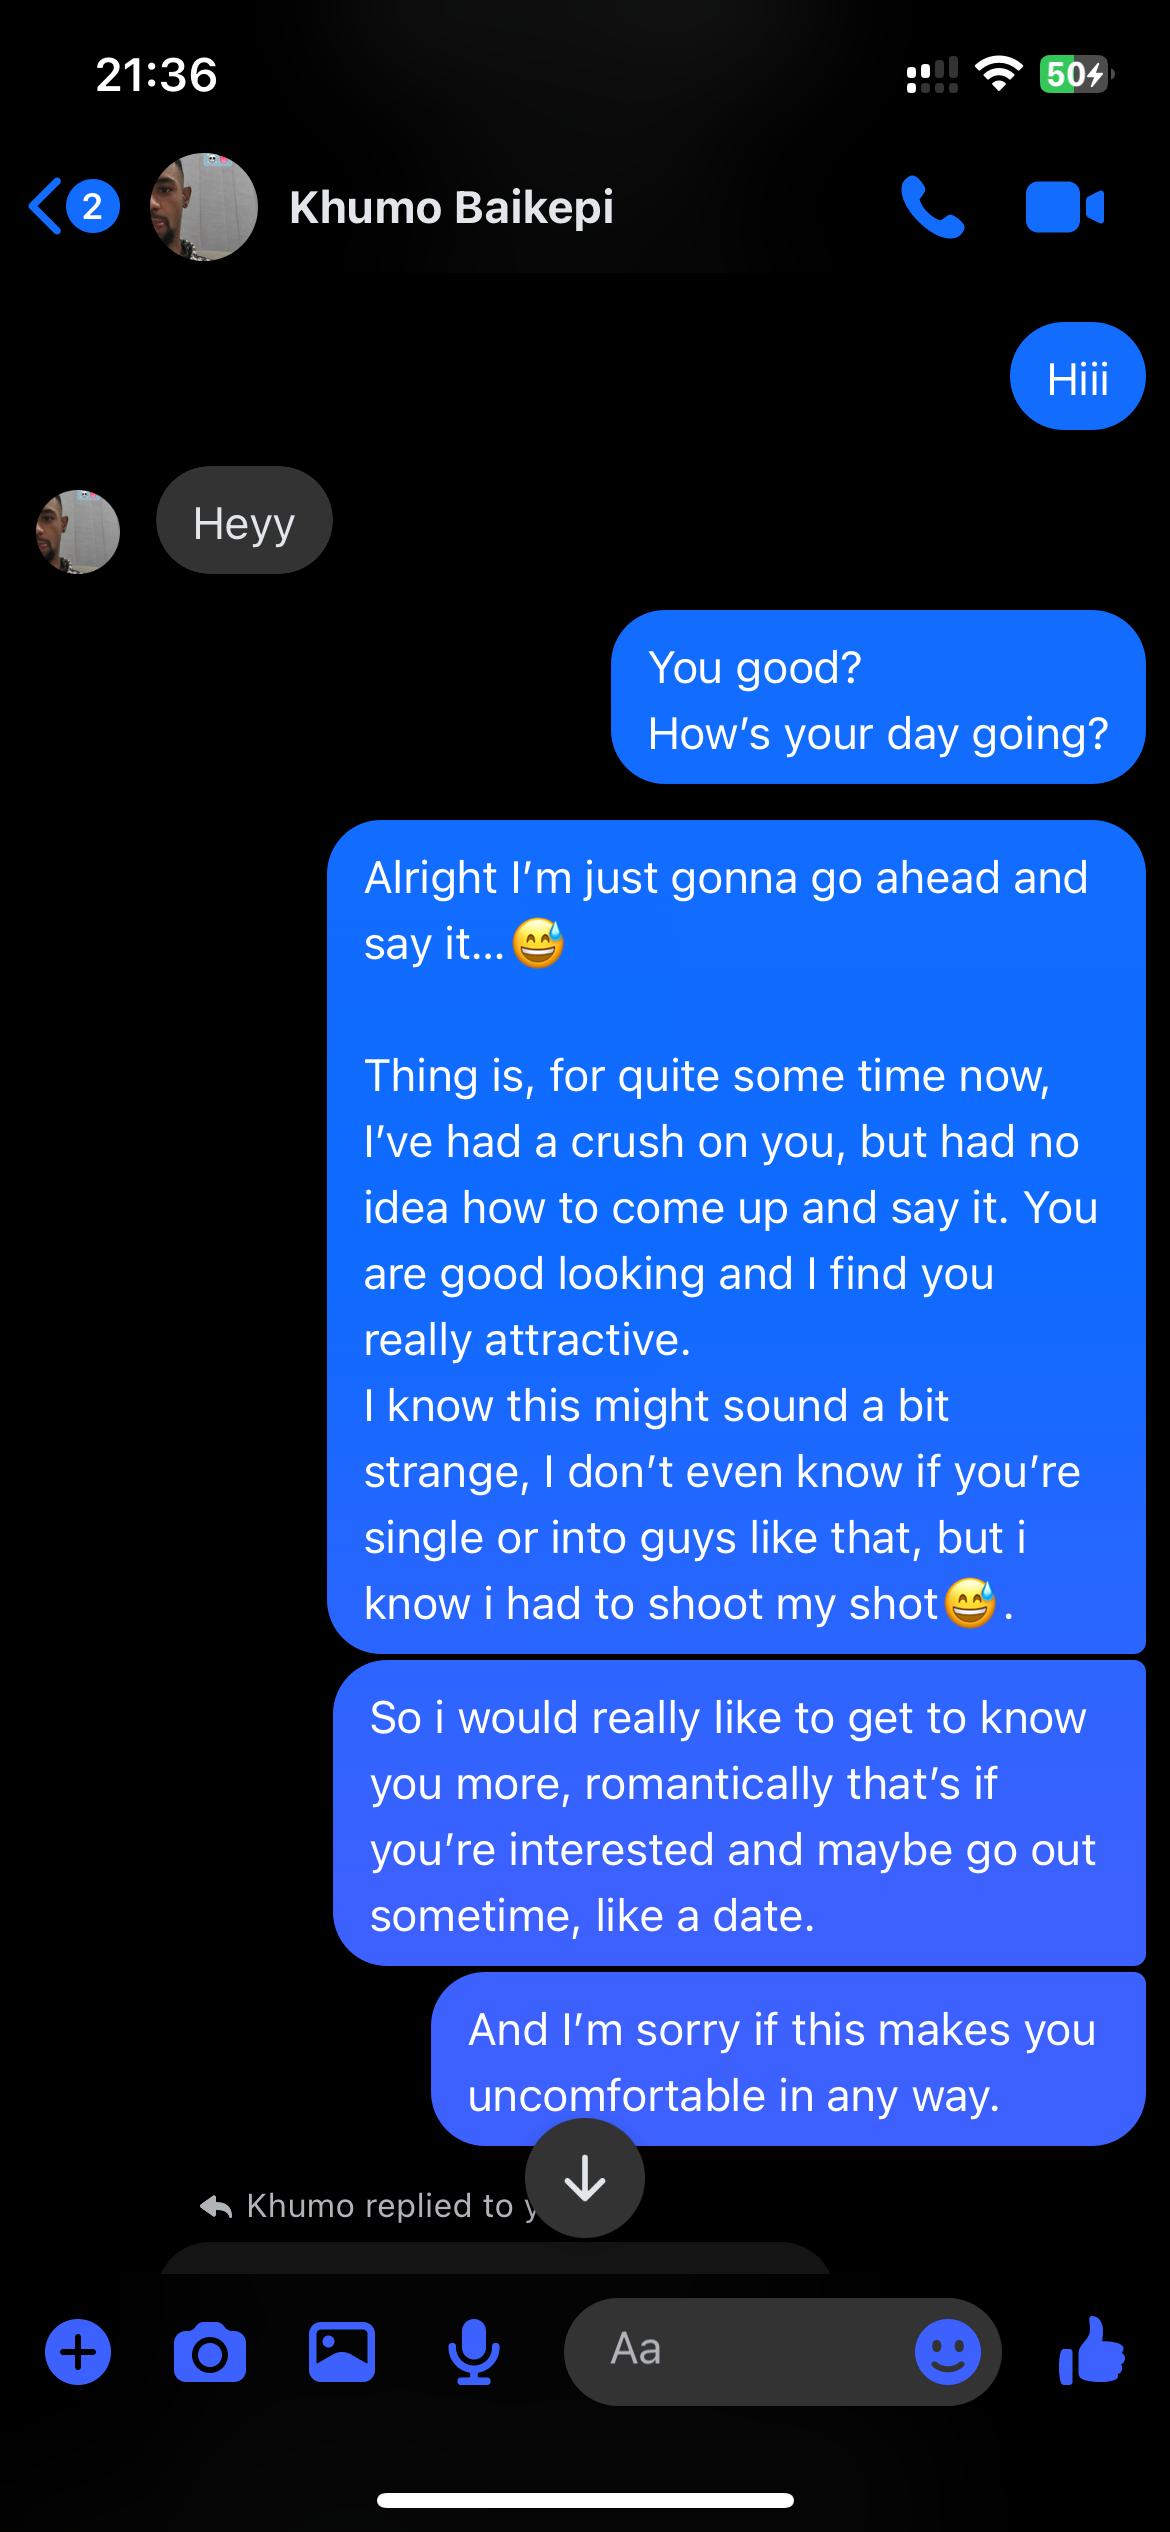 21:36
50
2
Khumo Baikepi
Hiii
Heyy
You good?
How's your day going?
Alright I'm just gonna go ahead and
say it...😅
Thing is, for quite some time now,
I've had a crush on you, but had no
idea how to come up and say it. You
are good looking and I find you
really attractive.
I know this might sound a bit
strange, I don't even know if you're
single or into guys like that, but i
know i had to shoot my shot😅.
So i would really like to get to know
you more, romantically that's if
you're interested and maybe go out
sometime, like a date.
And I'm sorry if this makes you
uncomfortable in any way.
Khumo replied to
Aa